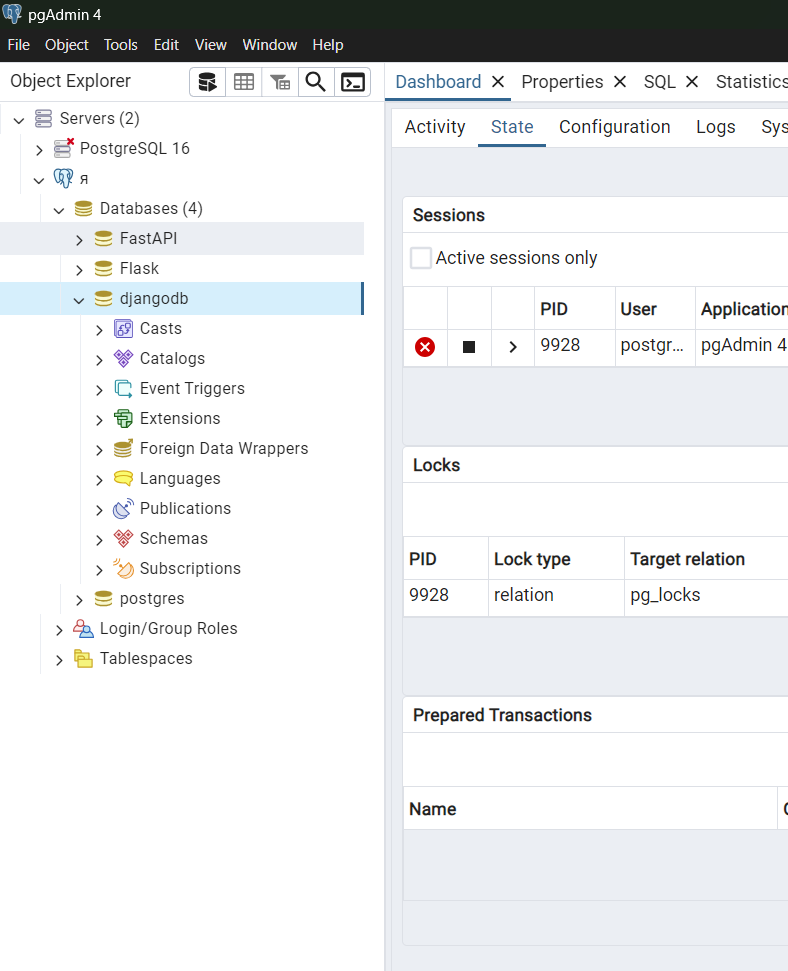 pgAdmin 4
File Object Tools Edit View Window Help
Object Explorer
Servers (2)
PostgreSQL 16
я
Databases (4)
FastAPI
Flask
djangodb
Casts
Catalogs
Event Triggers
Extensions
Foreign Data Wrappers
Languages
Publications
Schemas
Subscriptions
postgres
Login/Group Roles
Tablespaces
Dashboard Properties SQL Statistics
Activity State Configuration Logs Sys
Sessions
Active sessions only
PID User Application
9928 postgr... pgAdmin 4
Locks
PID Lock type Target relation
9928 relation pg_locks
Prepared Transactions
Name